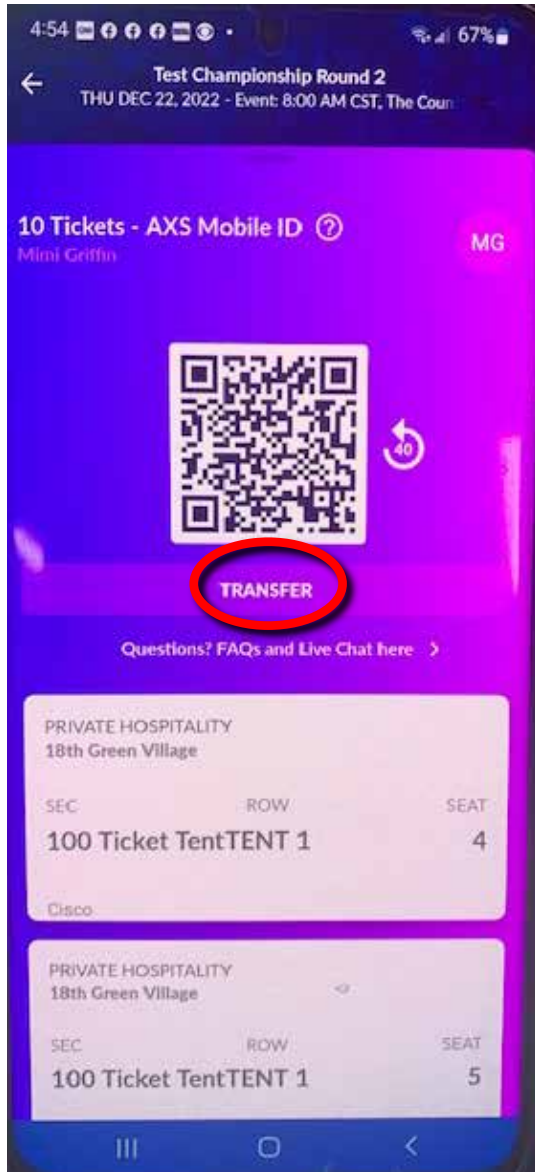 4:54
67%
Test Championship Round 2
THU DEC 22, 2022 - Event: 8:00 AM CST, The Coun
10 Tickets - AXS Mobile ID
MG
Mimi Griffin
40
TRANSFER
Questions? FAQs and Live Chat here
PRIVATE HOSPITALITY
18th Green Village
SEC ROW SEAT
100 Ticket TentTENT 1 4
Cisco
PRIVATE HOSPITALITY
18th Green Village
SEC ROW SEAT
100 Ticket TentTENT 1 5